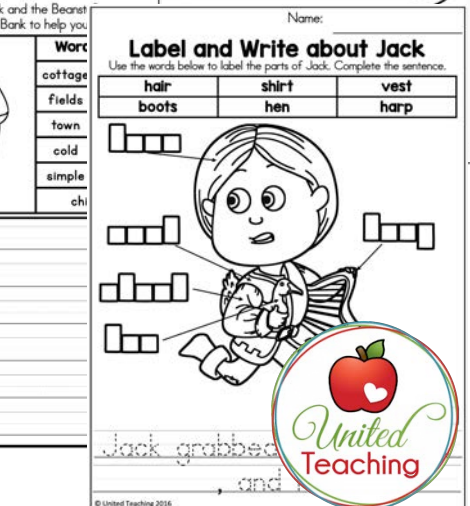 k and the Beanst
Bank to help you
Word
cottage
fields
town
cold
simple
chi
Name:
Label and Write about Jack
Use the words below to label the parts of Jack. Complete the sentence.
hair shirt vest
boots hen harp
Jack grabbed
, and
United
Teaching
© United Teaching 2016